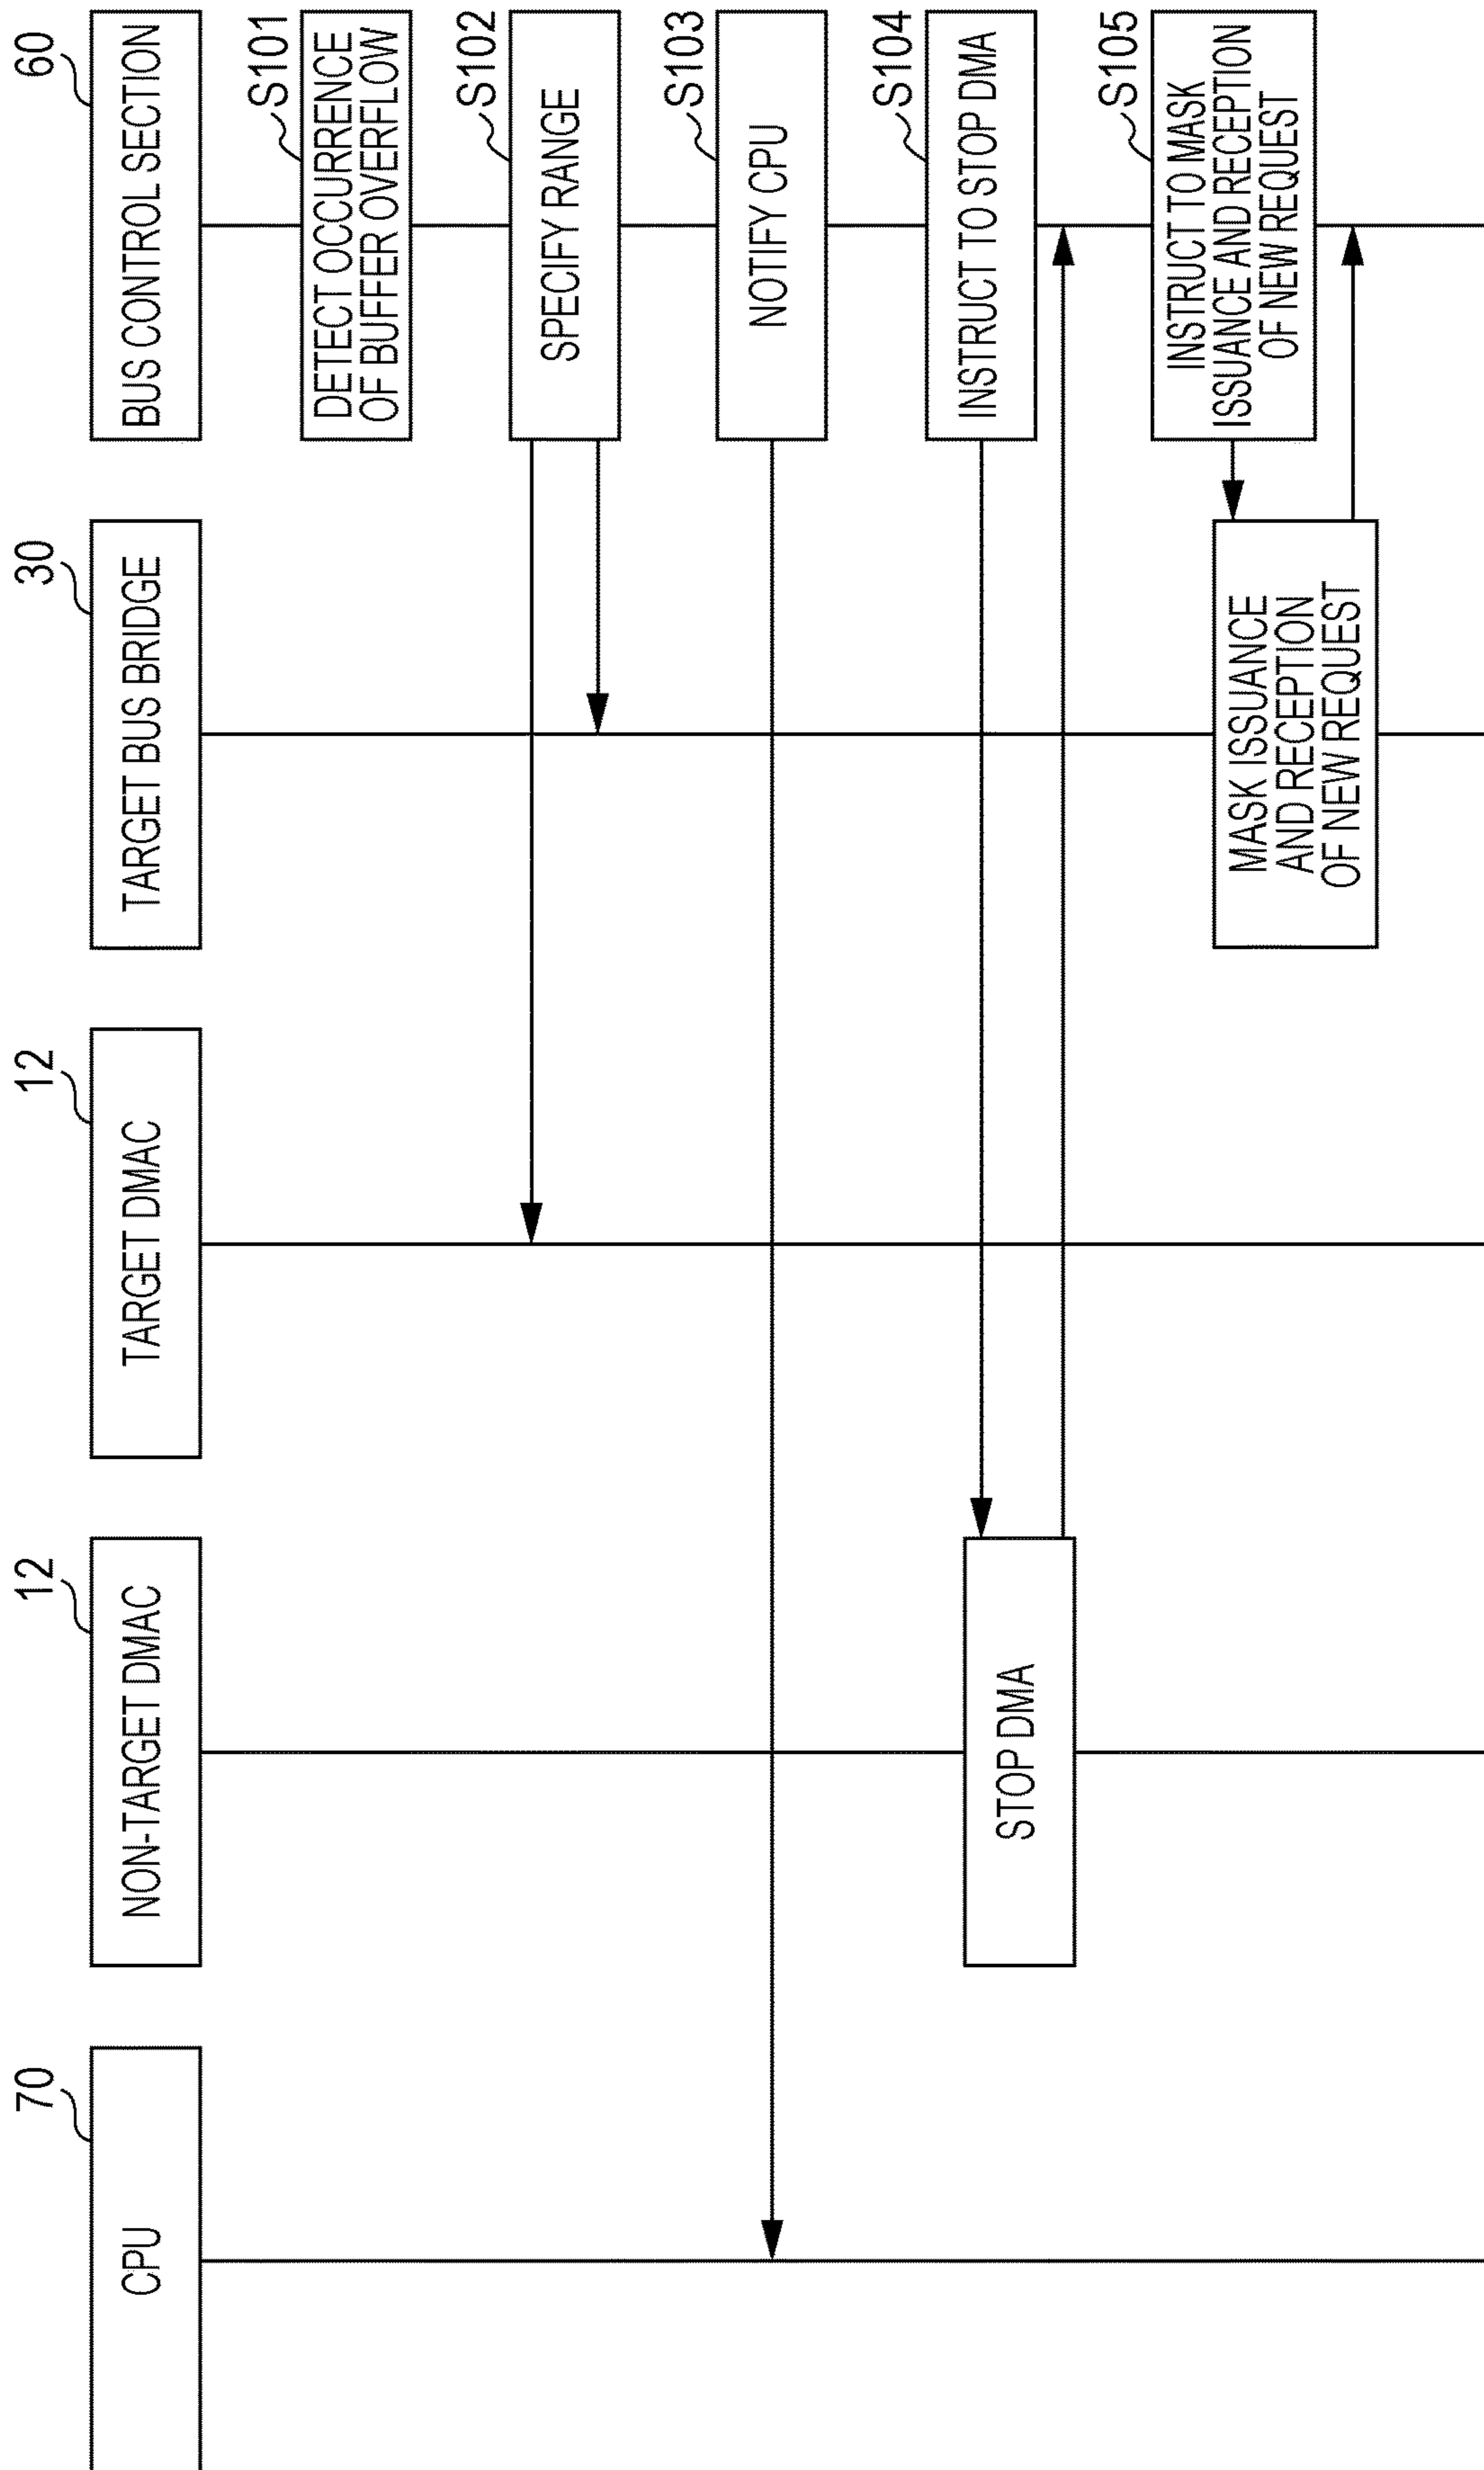 70
CPU
12
NON-TARGET DMAC
12
TARGET DMAC
30
TARGET BUS BRIDGE
60
BUS CONTROL SECTION
S101
DETECT OCCURRENCE
OF BUFFER OVERFLOW
S102
SPECIFY RANGE
S103
NOTIFY CPU
S104
INSTRUCT TO STOP DMA
STOP DMA
S105
INSTRUCT TO MASK
ISSUANCE AND RECEPTION
OF NEW REQUEST
MASK ISSUANCE
AND RECEPTION
OF NEW REQUEST